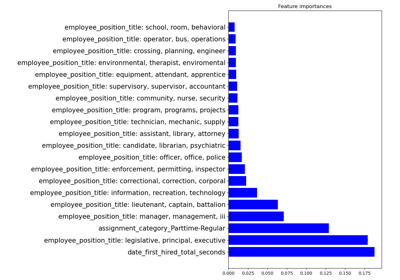 Feature importances
employee_position_title: school, room, behavioral
employee_position_title: operator, bus, operations
employee_position_title: crossing, planning, engineer
employee_position_title: environmental, therapist, enviromental
employee_position_title: equipment, attendant, apprentice
employee_position_title: supervisory, supervisor, accountant
employee_position_title: community, nurse, security
employee_position_title: program, programs, projects
employee_position_title: technician, mechanic, supply
employee_position_title: assistant, library, attorney
employee_position_title: candidate, librarian, psychiatric
employee_position_title: officer, office, police
employee_position_title: enforcement, permitting, inspector
employee_position_title: correctional, correction, corporal
employee_position_title: information, recreation, technology
employee_position_title: lieutenant, captain, battalion
employee_position_title: manager, management, iii
assignment_category_Parttime-Regular
employee_position_title: legislative, principal, executive
date_first_hired_total_seconds
0.000 0.025 0.050 0.075 0.100 0.125 0.150 0.175